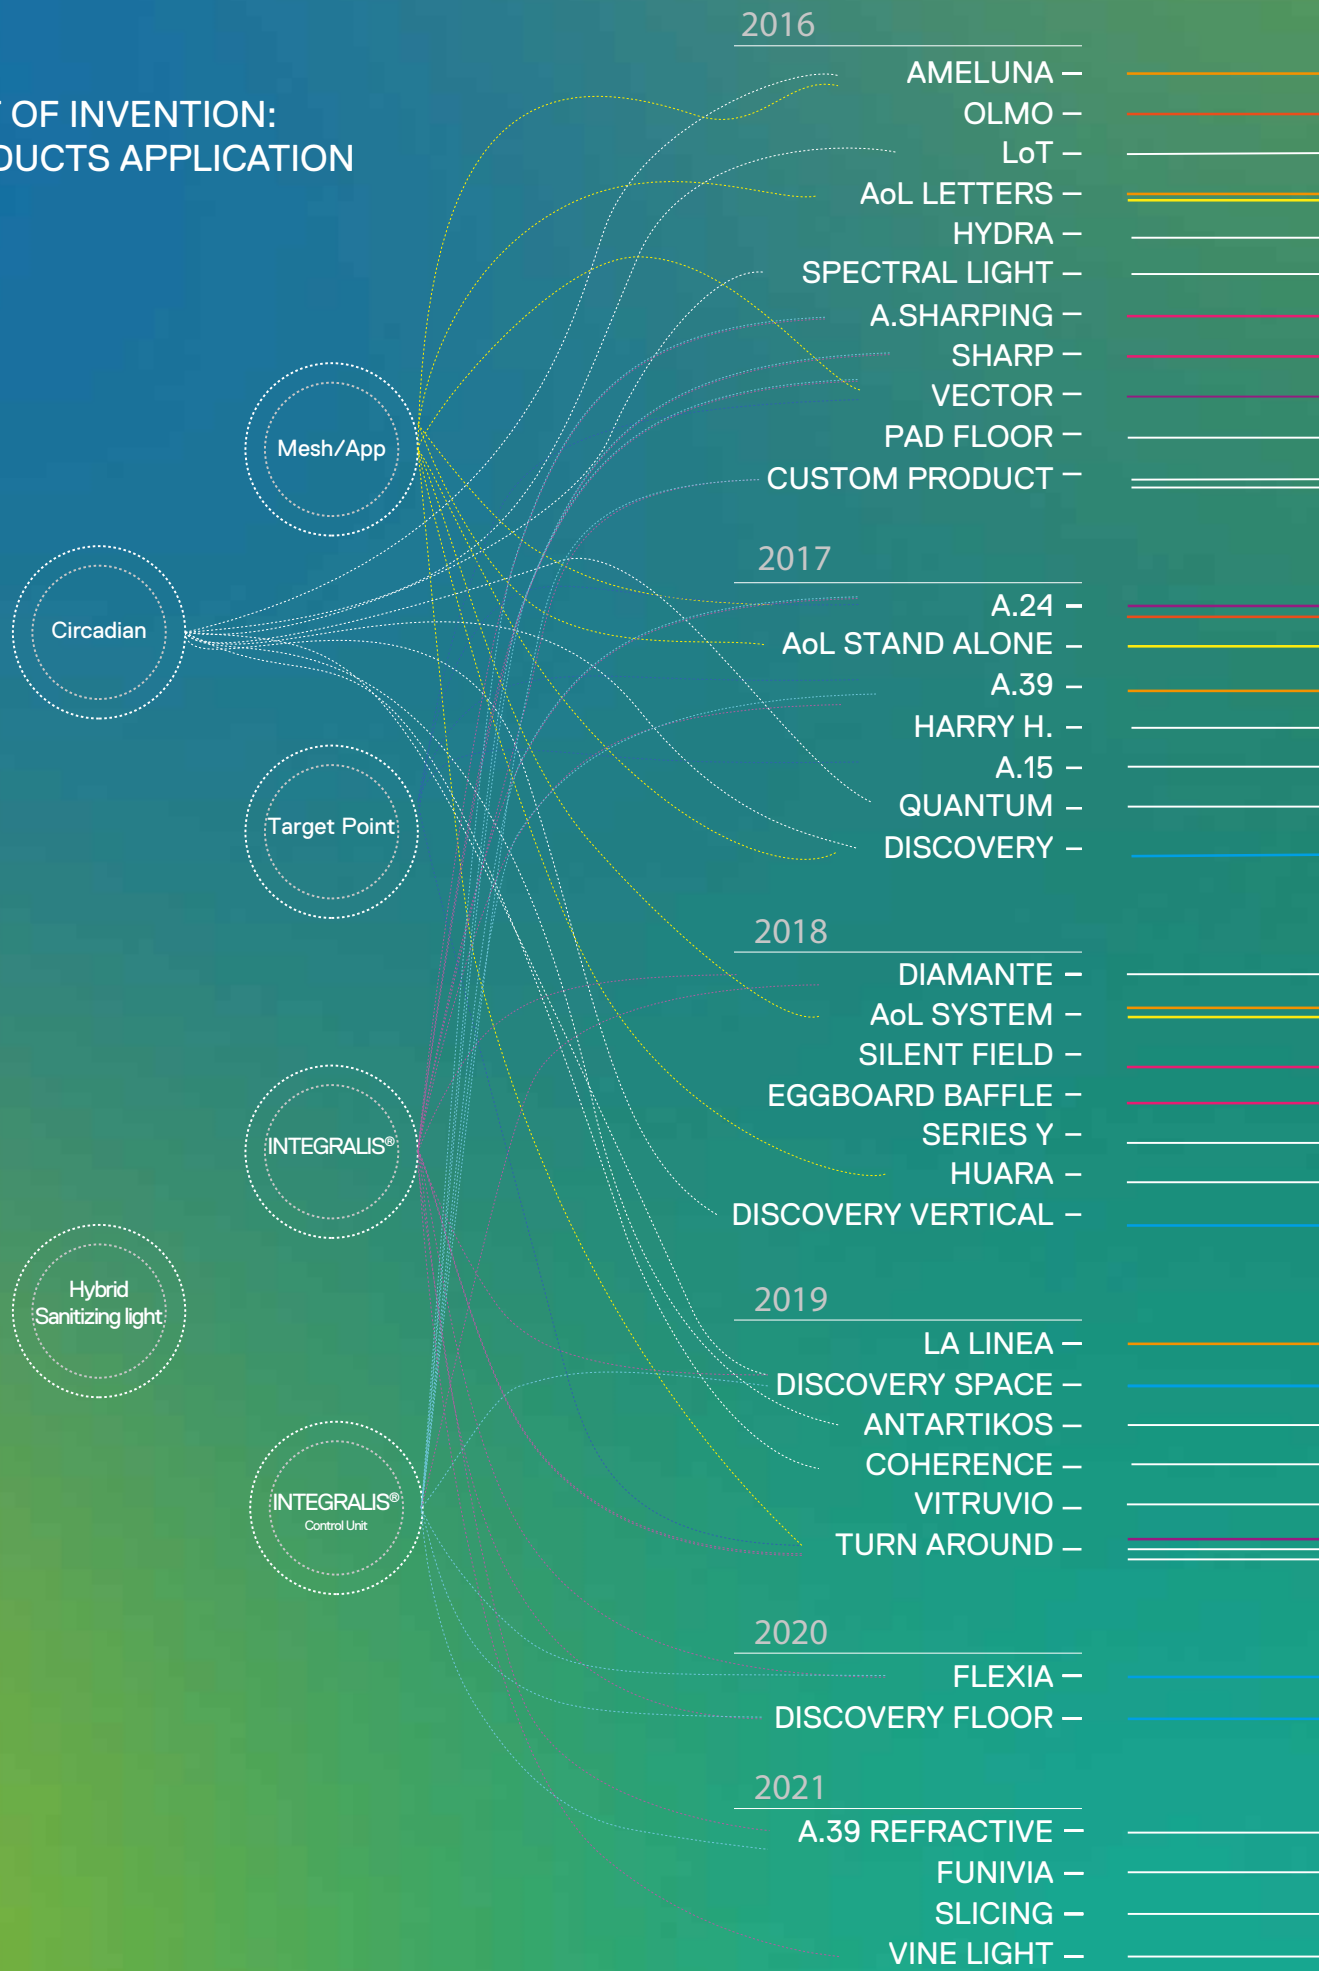 OF INVENTION:
DUCTS APPLICATION
Mesh/App
Circadian
Target Point
INTEGRALIS®
Hybrid
Sanitizing light
INTEGRALIS®
Control Unit
2016
AMELUNA –
OLMO –
LoT –
AoL LETTERS –
HYDRA –
SPECTRAL LIGHT –
A.SHARPING –
SHARP –
VECTOR –
PAD FLOOR –
CUSTOM PRODUCT –
2017
A.24 –
AoL STAND ALONE –
A.39 –
HARRY H. –
A.15 –
QUANTUM –
DISCOVERY –
2018
DIAMANTE –
AoL SYSTEM –
SILENT FIELD –
EGGBOARD BAFFLE –
SERIES Y –
HUARA –
DISCOVERY VERTICAL –
2019
LA LINEA –
DISCOVERY SPACE –
ANTARTIKOS –
COHERENCE –
VITRUVIO –
TURN AROUND –
2020
FLEXIA –
DISCOVERY FLOOR –
2021
A.39 REFRACTIVE –
FUNIVIA –
SLICING –
VINE LIGHT –